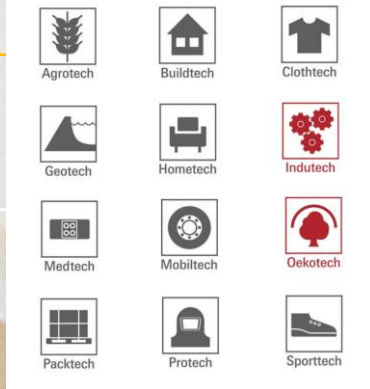 Agrotech
Buildtech
Clothtech
Geotech
Hometech
Indutech
Medtech
Mobiltech
Oekotech
Packtech
Protech
Sporttech